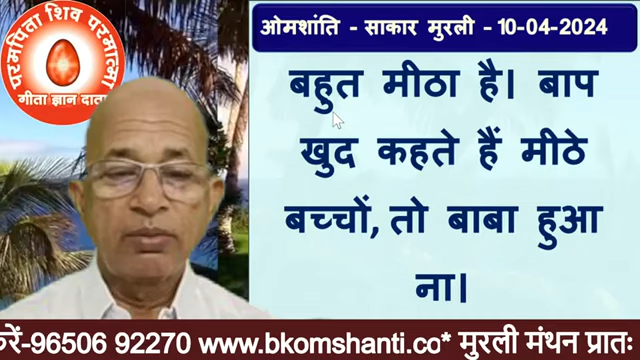 परमपिता शिव परमात्मा
गीता ज्ञान दाता
ओमशांति - साकार मुरली - 10-04-2024
बहुत मीठा है। बाप
खुद कहते हैं मीठे
बच्चों, तो बाबा हुआ
ना।
करें-96506 92270 www.bkomshanti.co* मुरली मंथन प्रातः